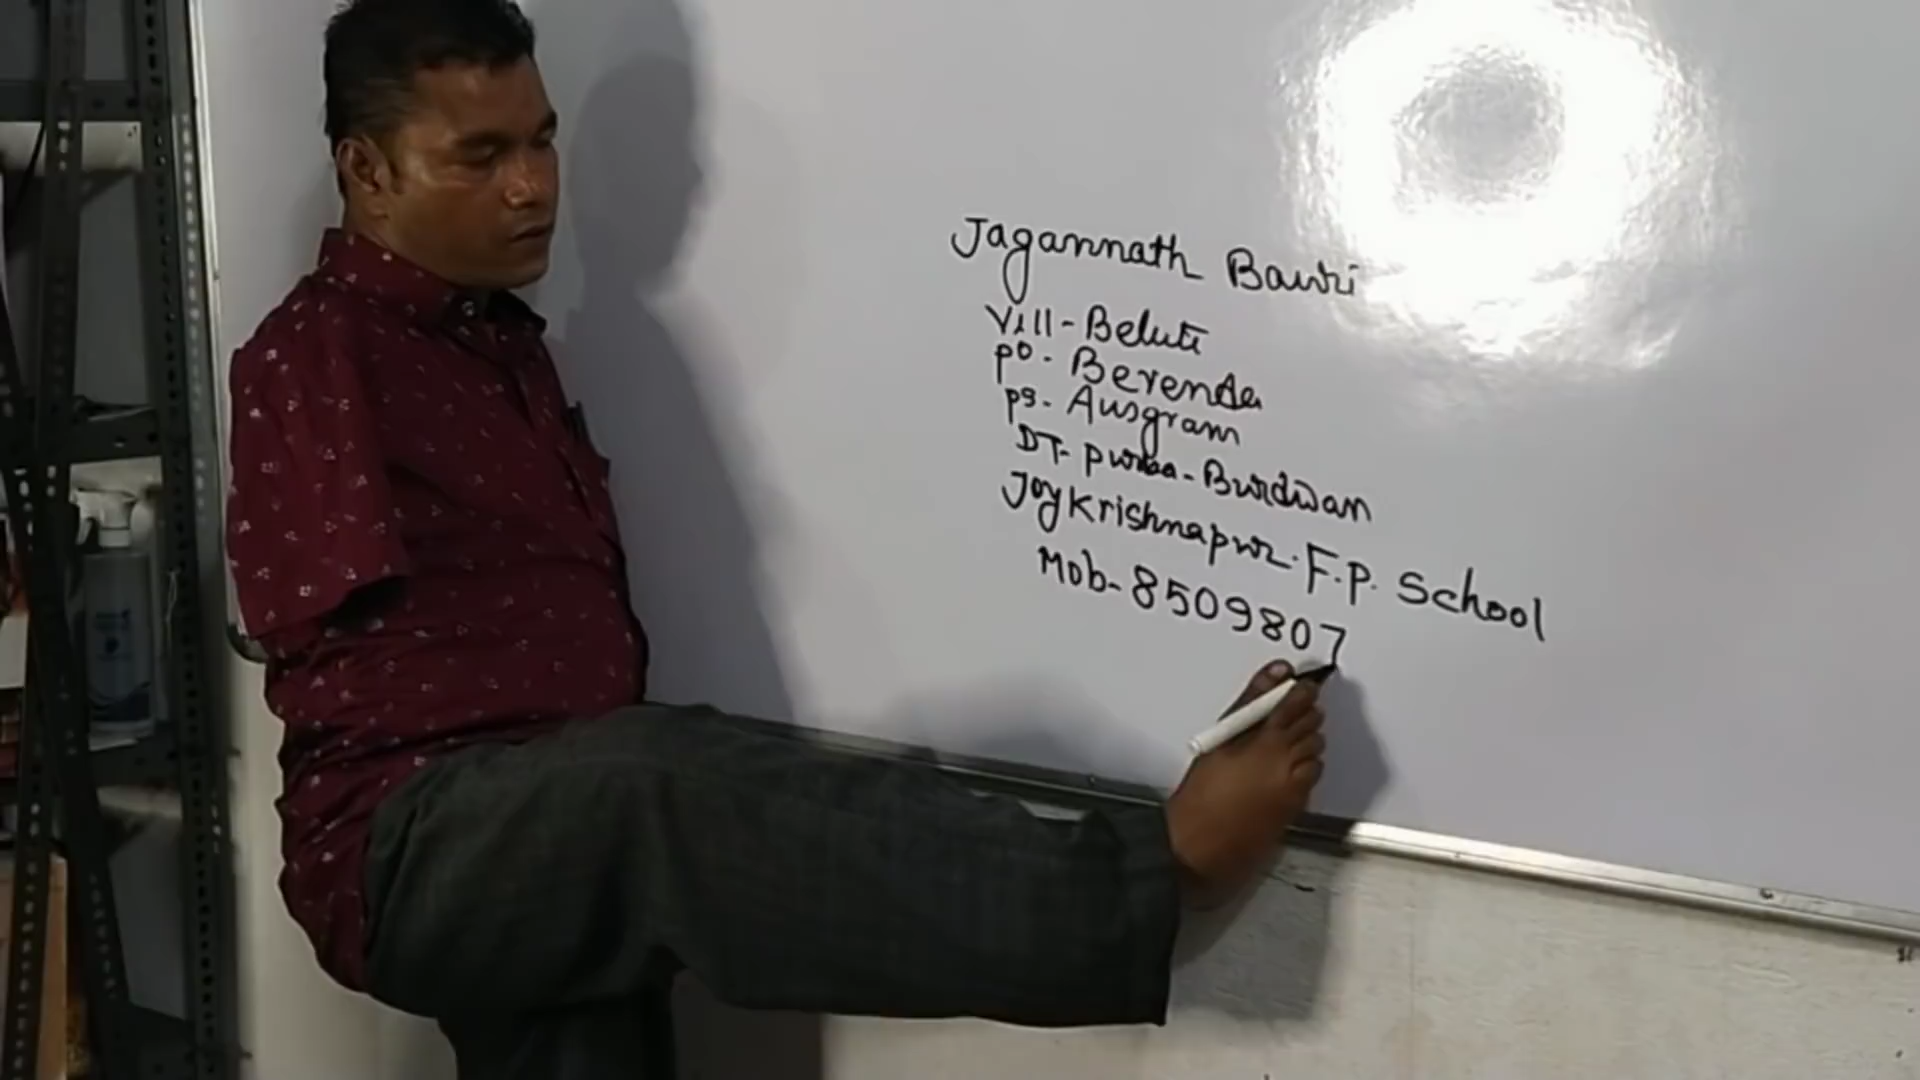 Jagannath Bauri
Vill-Beluti
po- Berenda
ps- Ausgram
DT- purba-Burdwan
Joykrishnapur. F.P. School
Mob-8509807